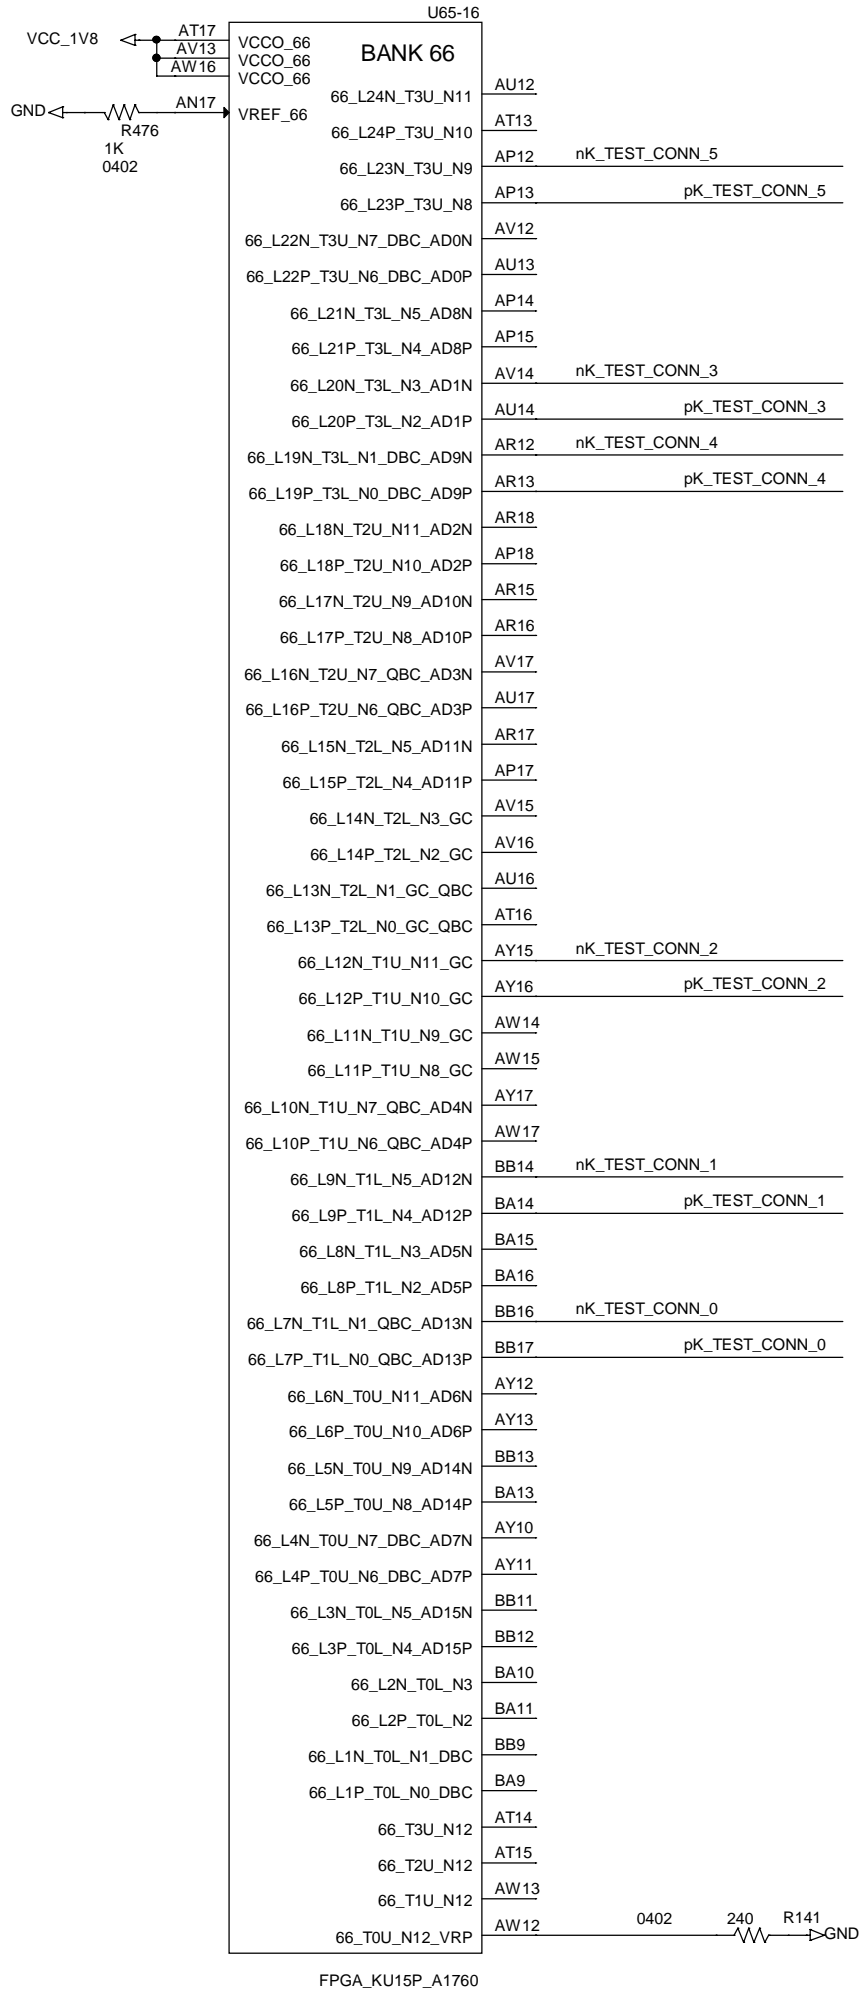 U65-16
VCC_1V8 AT17 VCCO_66
AV13 VCCO_66
AW16 VCCO_66
BANK 66
GND AN17 VREF_66
R476
1K
0402
66_L24N_T3U_N11 AU12
66_L24P_T3U_N10 AT13
66_L23N_T3U_N9 AP12 nK_TEST_CONN_5
66_L23P_T3U_N8 AP13 pK_TEST_CONN_5
66_L22N_T3U_N7_DBC_AD0N AV12
66_L22P_T3U_N6_DBC_AD0P AU13
66_L21N_T3L_N5_AD8N AP14
66_L21P_T3L_N4_AD8P AP15
66_L20N_T3L_N3_AD1N AV14 nK_TEST_CONN_3
66_L20P_T3L_N2_AD1P AU14 pK_TEST_CONN_3
66_L19N_T3L_N1_DBC_AD9N AR12 nK_TEST_CONN_4
66_L19P_T3L_N0_DBC_AD9P AR13 pK_TEST_CONN_4
66_L18N_T2U_N11_AD2N AR18
66_L18P_T2U_N10_AD2P AP18
66_L17N_T2U_N9_AD10N AR15
66_L17P_T2U_N8_AD10P AR16
66_L16N_T2U_N7_QBC_AD3N AV17
66_L16P_T2U_N6_QBC_AD3P AU17
66_L15N_T2L_N5_AD11N AR17
66_L15P_T2L_N4_AD11P AP17
66_L14N_T2L_N3_GC AV15
66_L14P_T2L_N2_GC AV16
66_L13N_T2L_N1_GC_QBC AU16
66_L13P_T2L_N0_GC_QBC AT16
66_L12N_T1U_N11_GC AY15 nK_TEST_CONN_2
66_L12P_T1U_N10_GC AY16 pK_TEST_CONN_2
66_L11N_T1U_N9_GC AW14
66_L11P_T1U_N8_GC AW15
66_L10N_T1U_N7_QBC_AD4N AY17
66_L10P_T1U_N6_QBC_AD4P AW17
66_L9N_T1L_N5_AD12N BB14 nK_TEST_CONN_1
66_L9P_T1L_N4_AD12P BA14 pK_TEST_CONN_1
66_L8N_T1L_N3_AD5N BA15
66_L8P_T1L_N2_AD5P BA16
66_L7N_T1L_N1_QBC_AD13N BB16 nK_TEST_CONN_0
66_L7P_T1L_N0_QBC_AD13P BB17 pK_TEST_CONN_0
66_L6N_T0U_N11_AD6N AY12
66_L6P_T0U_N10_AD6P AY13
66_L5N_T0U_N9_AD14N BB13
66_L5P_T0U_N8_AD14P BA13
66_L4N_T0U_N7_DBC_AD7N AY10
66_L4P_T0U_N6_DBC_AD7P AY11
66_L3N_T0L_N5_AD15N BB11
66_L3P_T0L_N4_AD15P BB12
66_L2N_T0L_N3 BA10
66_L2P_T0L_N2 BA11
66_L1N_T0L_N1_DBC BB9
66_L1P_T0L_N0_DBC BA9
66_T3U_N12 AT14
66_T2U_N12 AT15
66_T1U_N12 AW13
66_T0U_N12_VRP AW12 0402 240 R141 GND
FPGA_KU15P_A1760